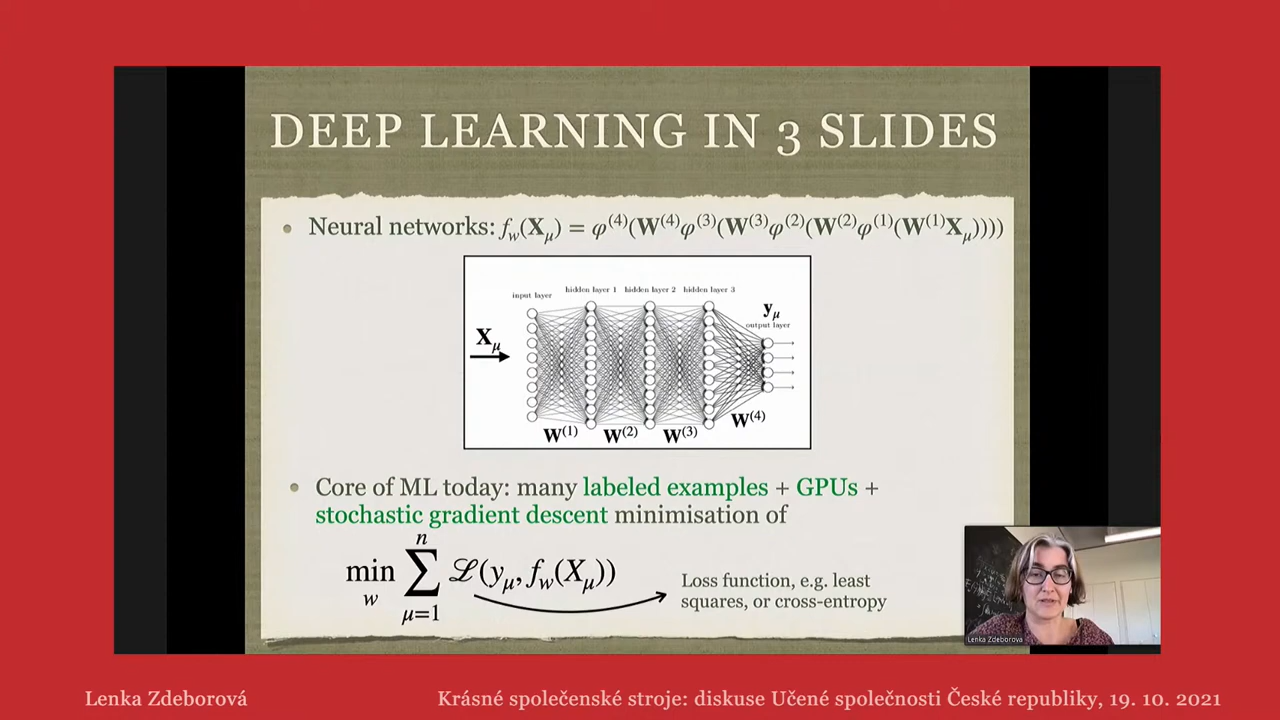 DEEP LEARNING IN 3 SLIDES
Neural networks: f_w(X_μ) = φ^(4)(W^(4)φ^(3)(W^(3)φ^(2)(W^(2)φ^(1)(W^(1)X_μ))))
input layer
hidden layer 1 hidden layer 2 hidden layer 3
y_μ
output layer
X_μ
W^(1) W^(2) W^(3) W^(4)
Core of ML today: many labeled examples + GPUs +
stochastic gradient descent minimisation of
min_w ∑_{μ=1}^{n} ℒ(y_μ, f_w(X_μ))
Loss function, e.g. least
squares, or cross-entropy
Lenka Zdeborova
Lenka Zdeborová
Krásné společenské stroje: diskuse Učené společnosti České republiky, 19. 10. 2021